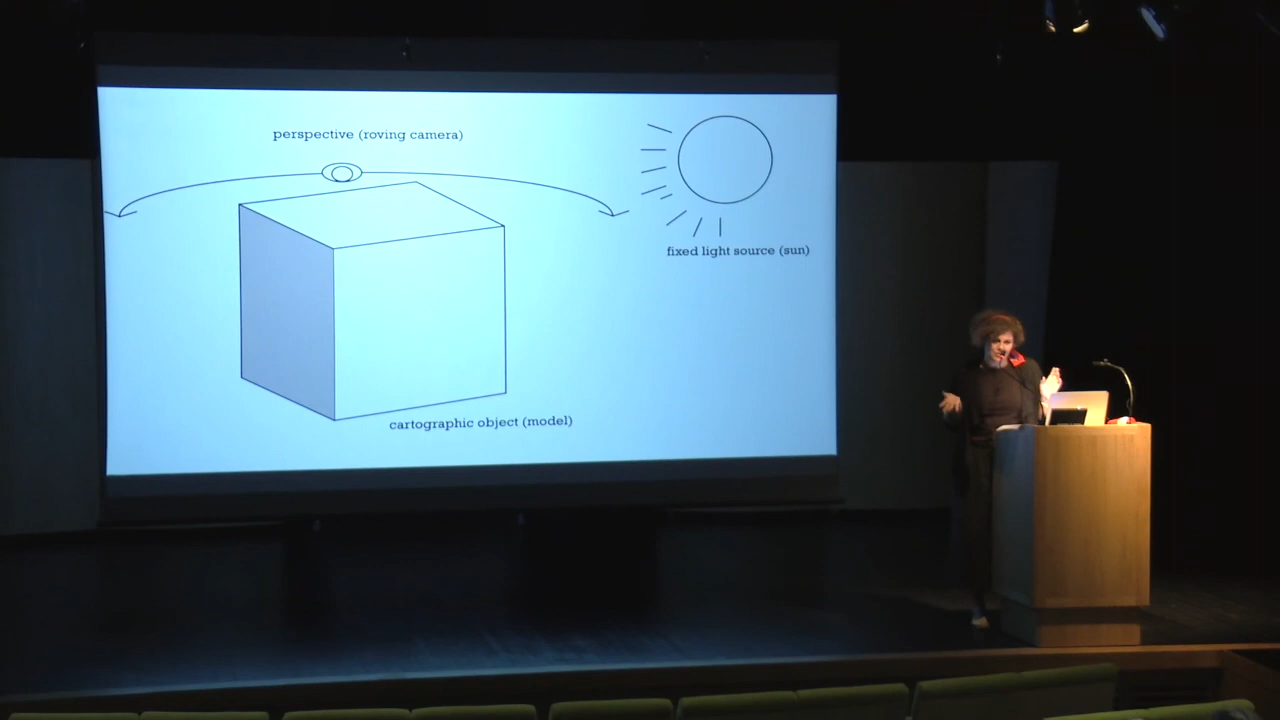 perspective (roving camera)
fixed light source (sun)
cartographic object (model)